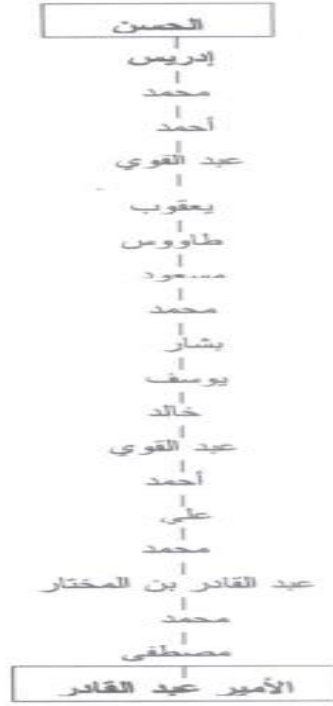 الحسن
إدريس
محمد
أحمد
عبد القوي
يعقوب
طاووس
مسعود
محمد
بشار
يوسف
خالد
عبد القوي
أحمد
علي
محمد
عبد القادر بن المختار
محمد
مصطفى
الأمير عبد القادر